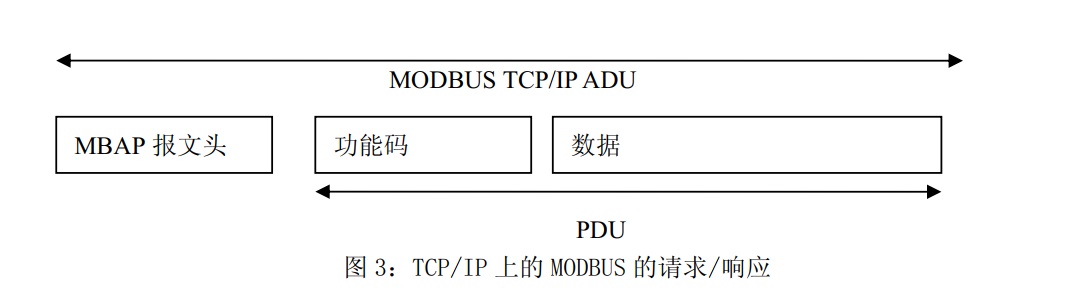 MODBUS TCP/IP ADU
MBAP 报文头
功能码
数据
PDU
图 3：TCP/IP 上的 MODBUS 的请求/响应